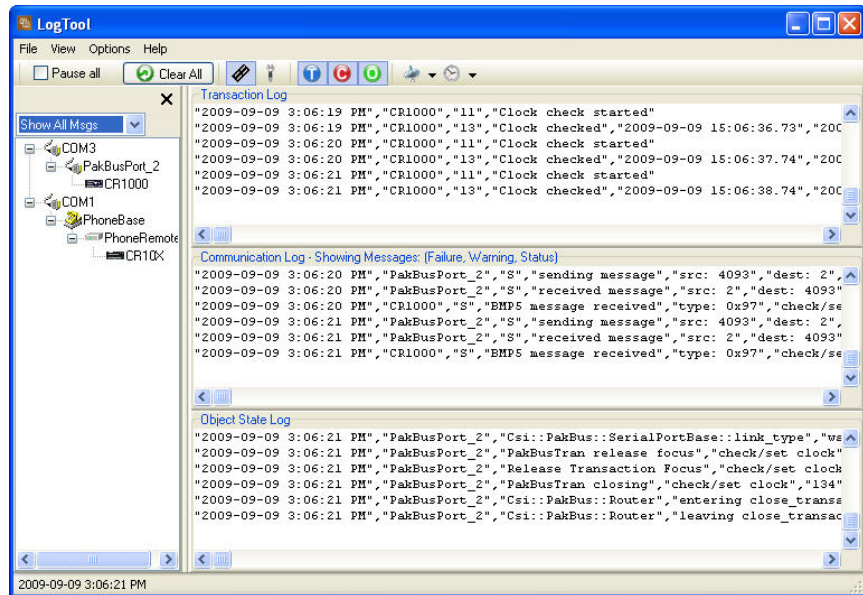 LogTool
File View Options Help
Pause all Clear All T C O
Show All Msgs
COM3
PakBusPort_2
CR1000
COM1
PhoneBase
PhoneRemote
CR10X
Transaction Log
"2009-09-09 3:06:19 PM","CR1000","11","Clock check started"
"2009-09-09 3:06:19 PM","CR1000","13","Clock checked","2009-09-09 15:06:36.73","200
"2009-09-09 3:06:20 PM","CR1000","11","Clock check started"
"2009-09-09 3:06:20 PM","CR1000","13","Clock checked","2009-09-09 15:06:37.74","200
"2009-09-09 3:06:21 PM","CR1000","11","Clock check started"
"2009-09-09 3:06:21 PM","CR1000","13","Clock checked","2009-09-09 15:06:38.74","200
Communication Log - Showing Messages: (Failure, Warning, Status)
"2009-09-09 3:06:20 PM","PakBusPort_2","S","sending message","src: 4093","dest: 2",
"2009-09-09 3:06:20 PM","PakBusPort_2","S","received message","src: 2","dest: 4093"
"2009-09-09 3:06:20 PM","CR1000","S","BMP5 message received","type: 0x97","check/se
"2009-09-09 3:06:21 PM","PakBusPort_2","S","sending message","src: 4093","dest: 2",
"2009-09-09 3:06:21 PM","PakBusPort_2","S","received message","src: 2","dest: 4093"
"2009-09-09 3:06:21 PM","CR1000","S","BMP5 message received","type: 0x97","check/se
Object State Log
"2009-09-09 3:06:21 PM","PakBusPort_2","Csi::PakBus::SerialPortBase::link_type","wa
"2009-09-09 3:06:21 PM","PakBusPort_2","PakBusTran release focus","check/set clock"
"2009-09-09 3:06:21 PM","PakBusPort_2","Release Transaction Focus","check/set clock
"2009-09-09 3:06:21 PM","PakBusPort_2","PakBusTran closing","check/set clock","134"
"2009-09-09 3:06:21 PM","PakBusPort_2","Csi::PakBus::Router","entering close_transa
"2009-09-09 3:06:21 PM","PakBusPort_2","Csi::PakBus::Router","leaving close_transac
2009-09-09 3:06:21 PM